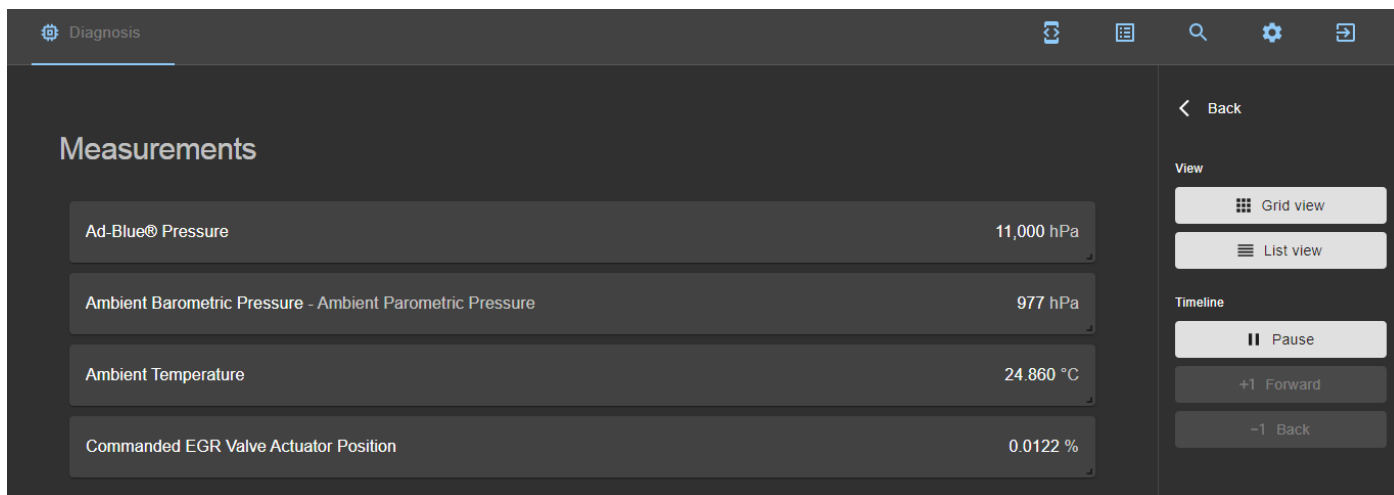 Diagnosis
Back
Measurements
View
Grid view
Ad-Blue® Pressure 11,000 hPa
List view
Ambient Barometric Pressure - Ambient Parometric Pressure 977 hPa
Timeline
Pause
Ambient Temperature 24.860 °C
+1 Forward
−1 Back
Commanded EGR Valve Actuator Position 0.0122 %